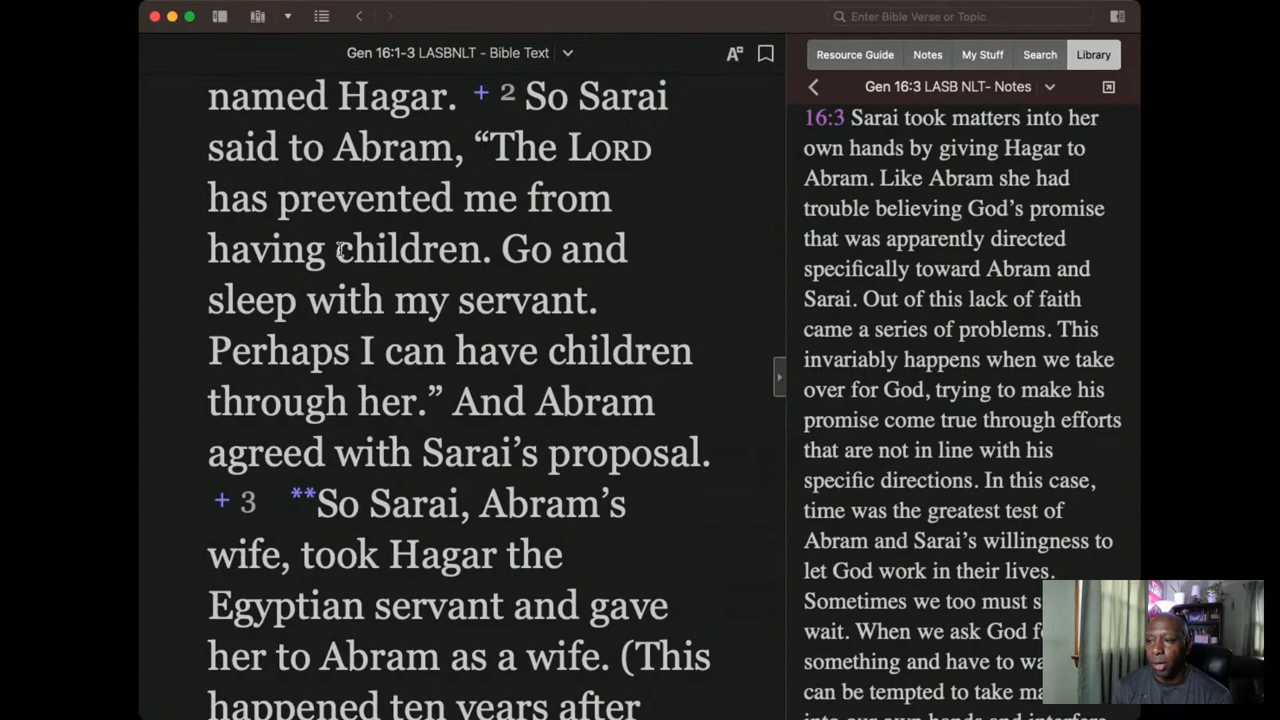 Enter Bible Verse or Topic
Gen 16:1-3 LASBNLT - Bible Text
named Hagar. + 2 So Sarai
said to Abram, “The LORD
has prevented me from
having children. Go and
sleep with my servant.
Perhaps I can have children
through her.” And Abram
agreed with Sarai’s proposal.
+ 3 **So Sarai, Abram’s
wife, took Hagar the
Egyptian servant and gave
her to Abram as a wife. (This
happened ten years after
Resource Guide Notes My Stuff Search Library
Gen 16:3 LASB NLT- Notes
16:3 Sarai took matters into her
own hands by giving Hagar to
Abram. Like Abram she had
trouble believing God’s promise
that was apparently directed
specifically toward Abram and
Sarai. Out of this lack of faith
came a series of problems. This
invariably happens when we take
over for God, trying to make his
promise come true through efforts
that are not in line with his
specific directions. In this case,
time was the greatest test of
Abram and Sarai’s willingness to
let God work in their lives.
Sometimes we too must
wait. When we ask God
something and have to
can be tempted to take
into our own hands and